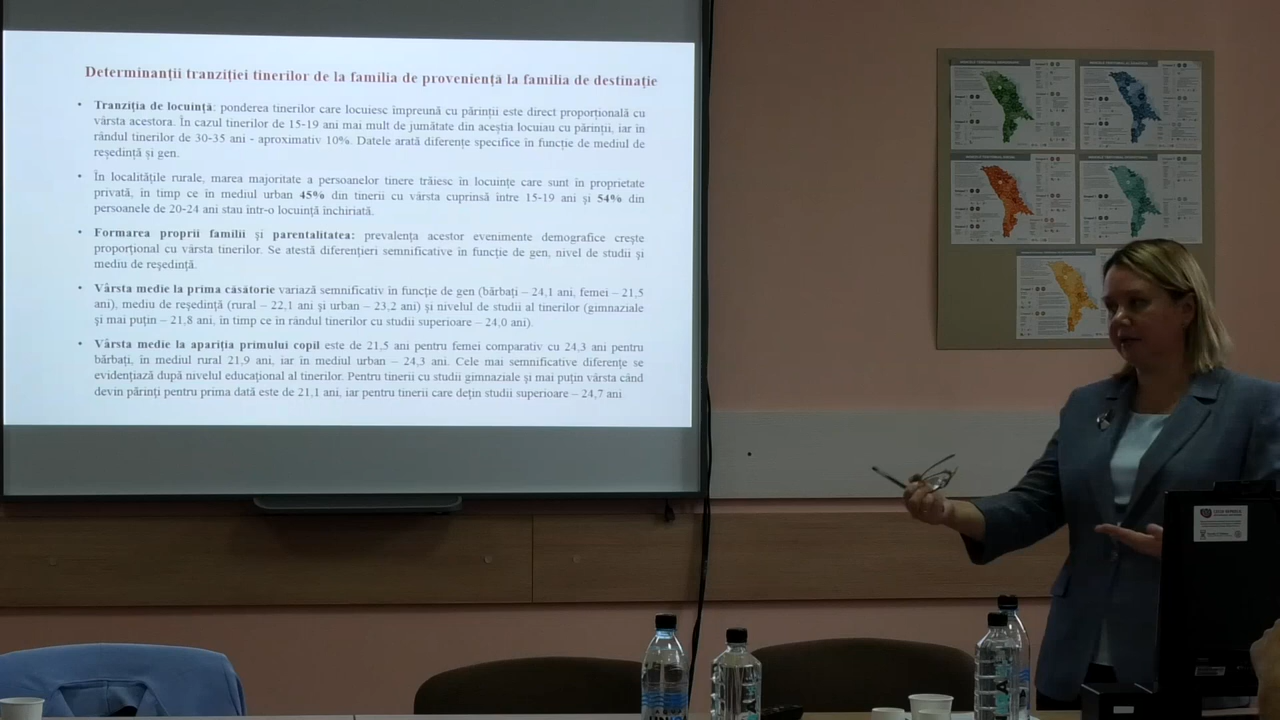 Determinanții tranziției tinerilor de la familia de proveniență la familia de destinație
• Tranziția de locuință: ponderea tinerilor care locuiesc împreună cu părinții este direct proporțională cu
vârsta acestora. În cazul tinerilor de 15-19 ani mai mult de jumătate din aceștia locuiau cu părinții, iar în
rândul tinerilor de 30-35 ani - aproximativ 10%. Datele arată diferențe specifice în funcție de mediul de
reședință și gen.
• În localitățile rurale, marea majoritate a persoanelor tinere trăiesc în locuințe care sunt în proprietate
privată, în timp ce în mediul urban 45% din tinerii cu vârsta cuprinsă între 15-19 ani și 54% din
persoanele de 20-24 ani stau într-o locuință închiriată.
• Formarea proprii familii și parentalitatea: prevalența acestor evenimente demografice crește
proporțional cu vârsta tinerilor. Se atestă diferențieri semnificative în funcție de gen, nivel de studii și
mediu de reședință.
• Vârsta medie la prima căsătorie variază semnificativ în funcție de gen (bărbați – 24,1 ani, femei – 21,5
ani), mediu de reședință (rural – 22,1 ani și urban – 23,2 ani) și nivelul de studii al tinerilor (gimnaziale
și mai puțin – 21,8 ani, în timp ce în rândul tinerilor cu studii superioare – 24,0 ani).
• Vârsta medie la apariția primului copil este de 21,5 ani pentru femei comparativ cu 24,3 ani pentru
bărbați, în mediul rural 21,9 ani, iar în mediul urban – 24,3 ani. Cele mai semnificative diferențe se
evidențiază după nivelul educațional al tinerilor. Pentru tinerii cu studii gimnaziale și mai puțin vârsta când
devin părinți pentru prima dată este de 21,1 ani, iar pentru tinerii care dețin studii superioare – 24,7 ani